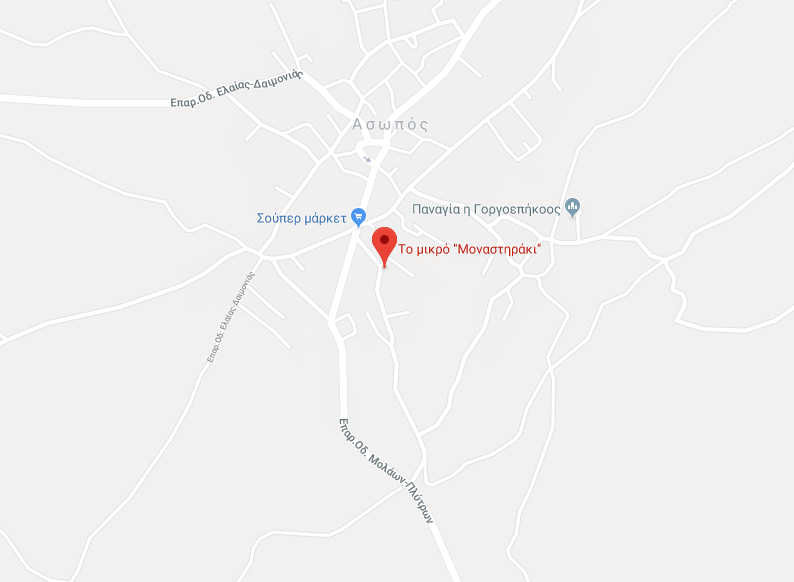 Επαρ.Οδ. Ελαίας-Δαιμονιάς
Ασωπός
Παναγία η Γοργοεπήκοος
Σούπερ μάρκετ
Το μικρό "Μοναστηράκι"
Επαρ.Οδ. Ελαίας-Δαιμονιάς
Επαρ.Οδ. Μολάων-Πλύτρων